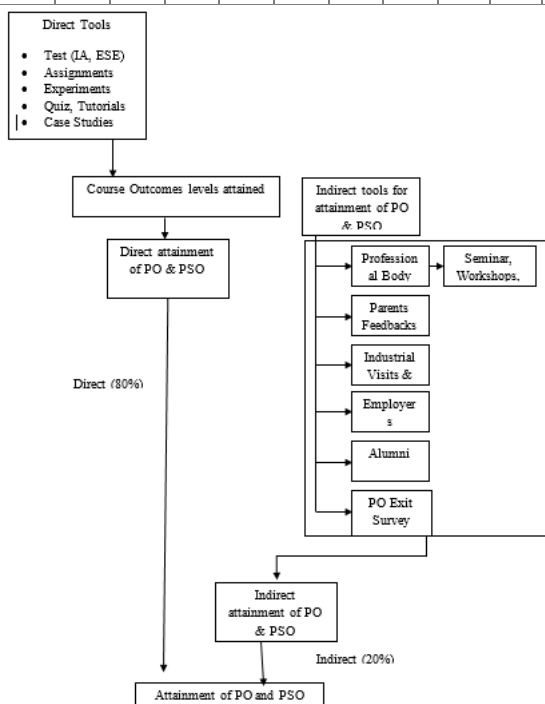 Direct Tools
• Test (IA, ESE)
• Assignments
• Experiments
• Quiz, Tutorials
• Case Studies
Course Outcomes levels attained
Direct attainment
of PO & PSO
Direct (80%)
Indirect tools for
attainment of PO
& PSO
Profession
al Body
Seminar,
Workshops,
Parents
Feedbacks
Industrial
Visits &
Employer
s
Alumni
PO Exit
Survey
Indirect
attainment of PO
& PSO
Indirect (20%)
Attainment of PO and PSO